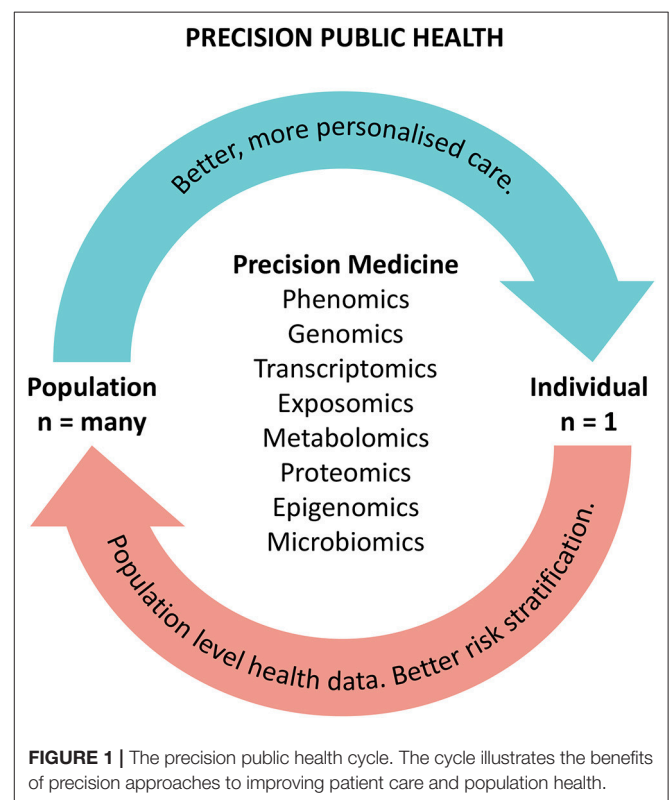 PRECISION PUBLIC HEALTH
Better, more personalised care.
Precision Medicine
Phenomics
Genomics
Transcriptomics
Exposomics
Metabolomics
Proteomics
Epigenomics
Microbiomics
Population
n = many
Individual
n = 1
Population level health data. Better risk stratification.
FIGURE 1 | The precision public health cycle. The cycle illustrates the benefits
of precision approaches to improving patient care and population health.